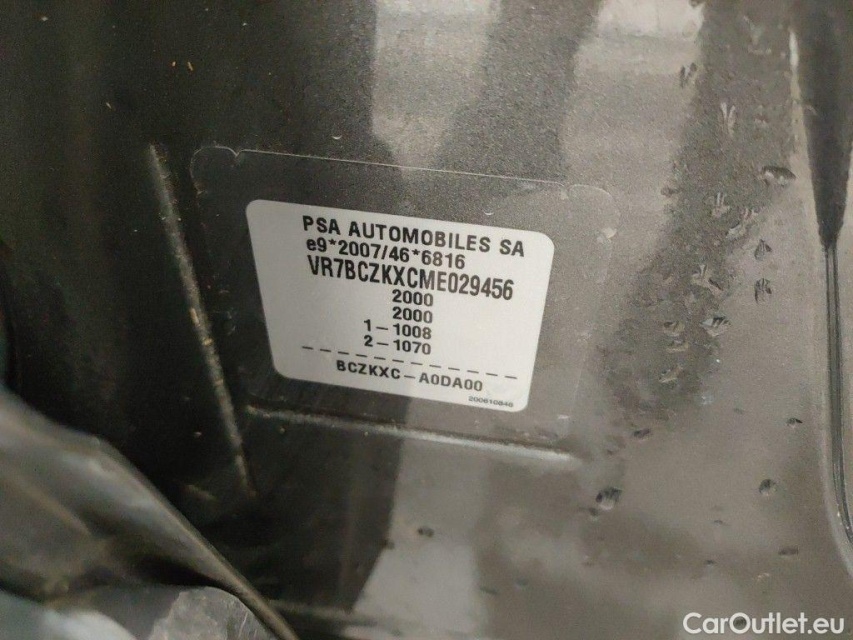 PSA AUTOMOBILES SA
e9*2007/46*6816
VR7BCZKXCME029456
2000
2000
1-1008
2-1070
BCZKXC-A0DA00
CarOutlet.eu